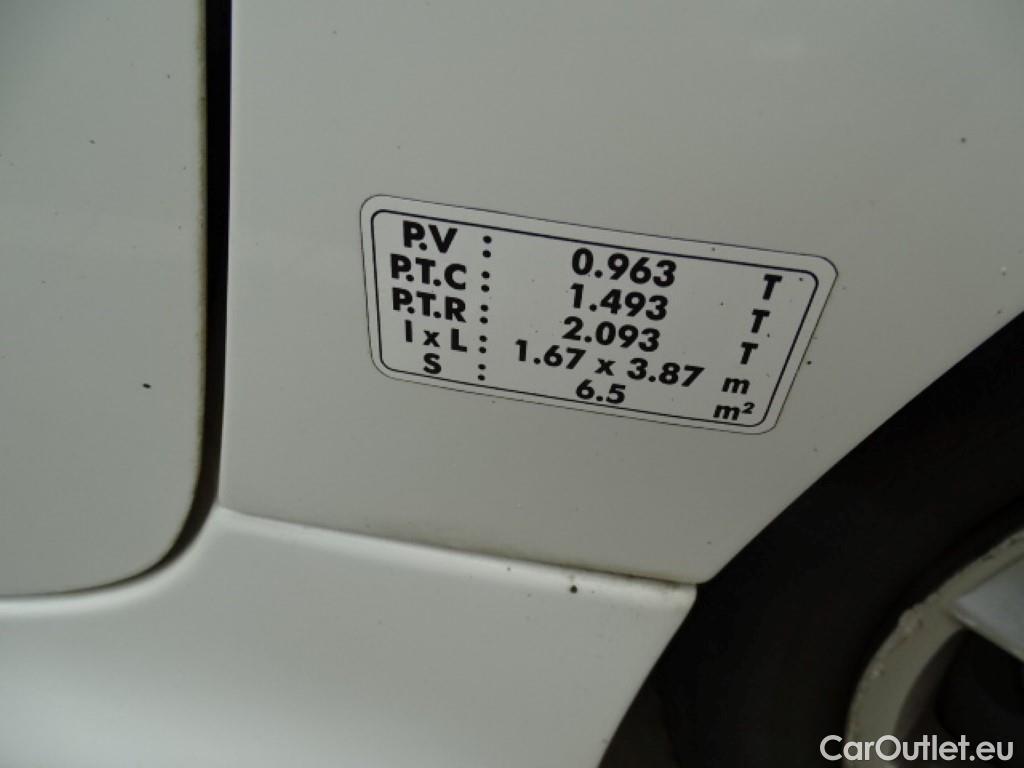 P.V : 0.963 T
P.T.C : 1.493 T
P.T.R : 2.093 T
l x L : 1.67 x 3.87 m
S : 6.5 m²
CarOutlet.eu